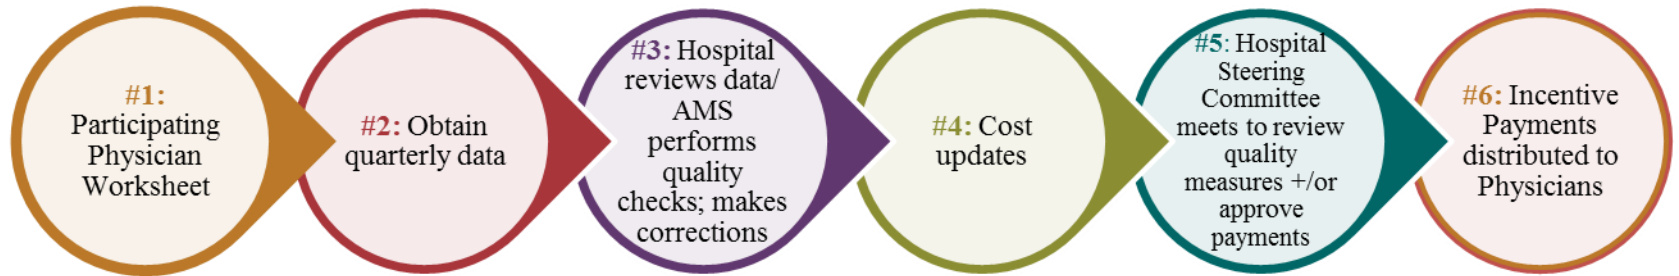 #1:
Participating
Physician
Worksheet
#2: Obtain
quarterly data
#3: Hospital
reviews data/
AMS
performs
quality
checks; makes
corrections
#4: Cost
updates
#5: Hospital
Steering
Committee
meets to review
quality
measures +/or
approve
payments
#6: Incentive
Payments
distributed to
Physicians